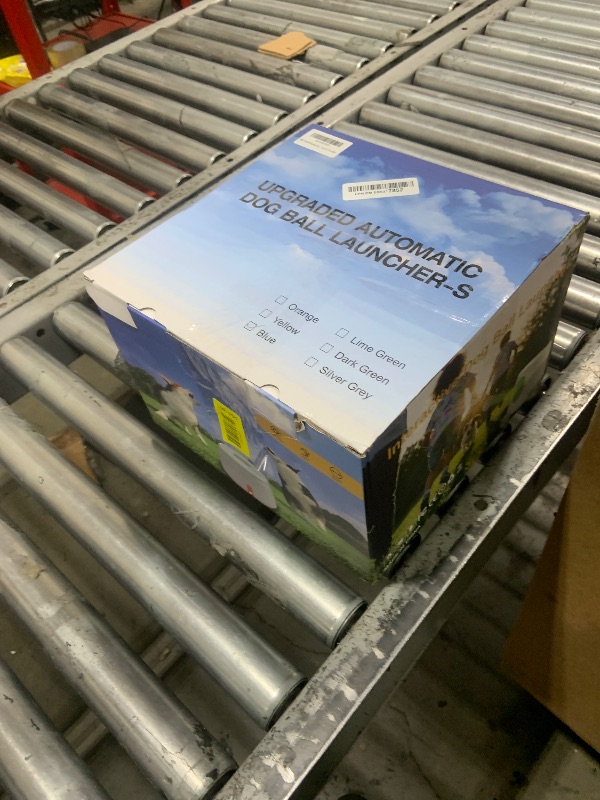 UPGRADED AUTOMATIC
DOG BALL LAUNCHER-S
Orange
Yellow
Blue
Lime Green
Dark Green
Silver Grey